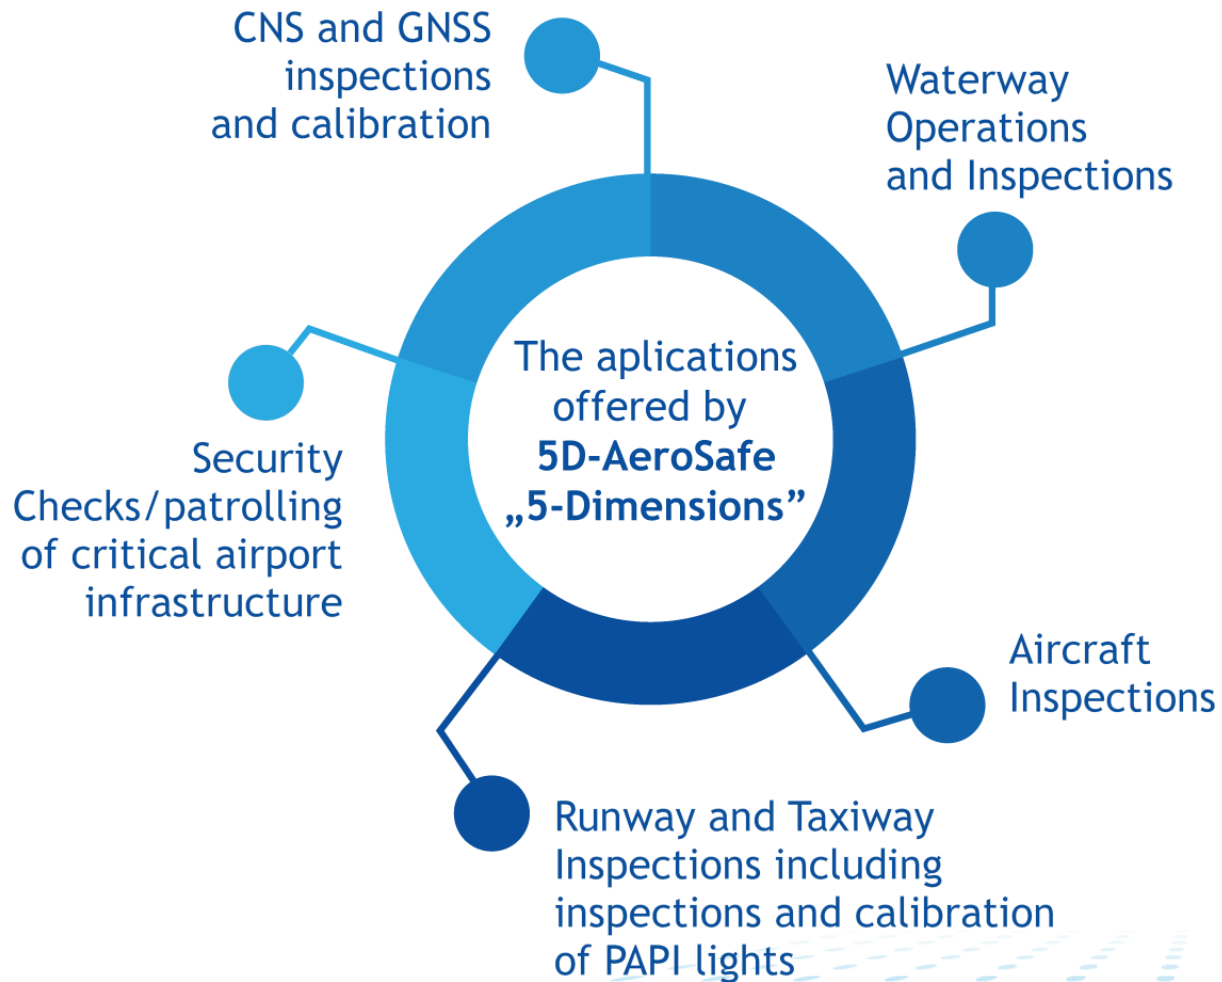 CNS and GNSS
inspections
and calibration
Waterway
Operations
and Inspections
The aplications
offered by
5D-AeroSafe
„5-Dimensions”
Security
Checks/patrolling
of critical airport
infrastructure
Aircraft
Inspections
Runway and Taxiway
Inspections including
inspections and calibration
of PAPI lights